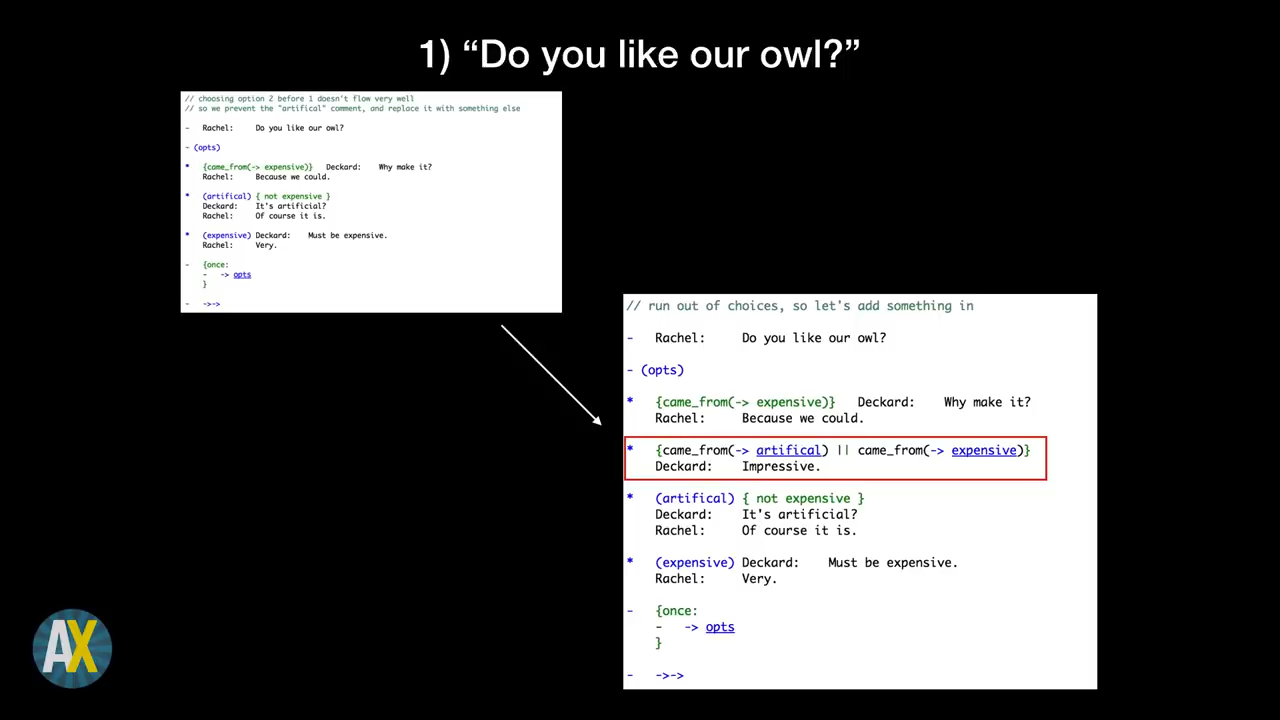 1) “Do you like our owl?”
// choosing option 2 before 1 doesn't flow very well
// so we prevent the "artifical" comment, and replace it with something else
- Rachel: Do you like our owl?
- (opts)
* {came_from(-> expensive)} Deckard: Why make it?
Rachel: Because we could.
* (artifical) { not expensive }
Deckard: It's artificial?
Rachel: Of course it is.
* (expensive) Deckard: Must be expensive.
Rachel: Very.
- {once:
- -> opts
}
- ->->
// run out of choices, so let's add something in
- Rachel: Do you like our owl?
- (opts)
* {came_from(-> expensive)} Deckard: Why make it?
Rachel: Because we could.
* {came_from(-> artifical) || came_from(-> expensive)}
Deckard: Impressive.
* (artifical) { not expensive }
Deckard: It's artificial?
Rachel: Of course it is.
* (expensive) Deckard: Must be expensive.
Rachel: Very.
- {once:
- -> opts
}
- ->->
AX